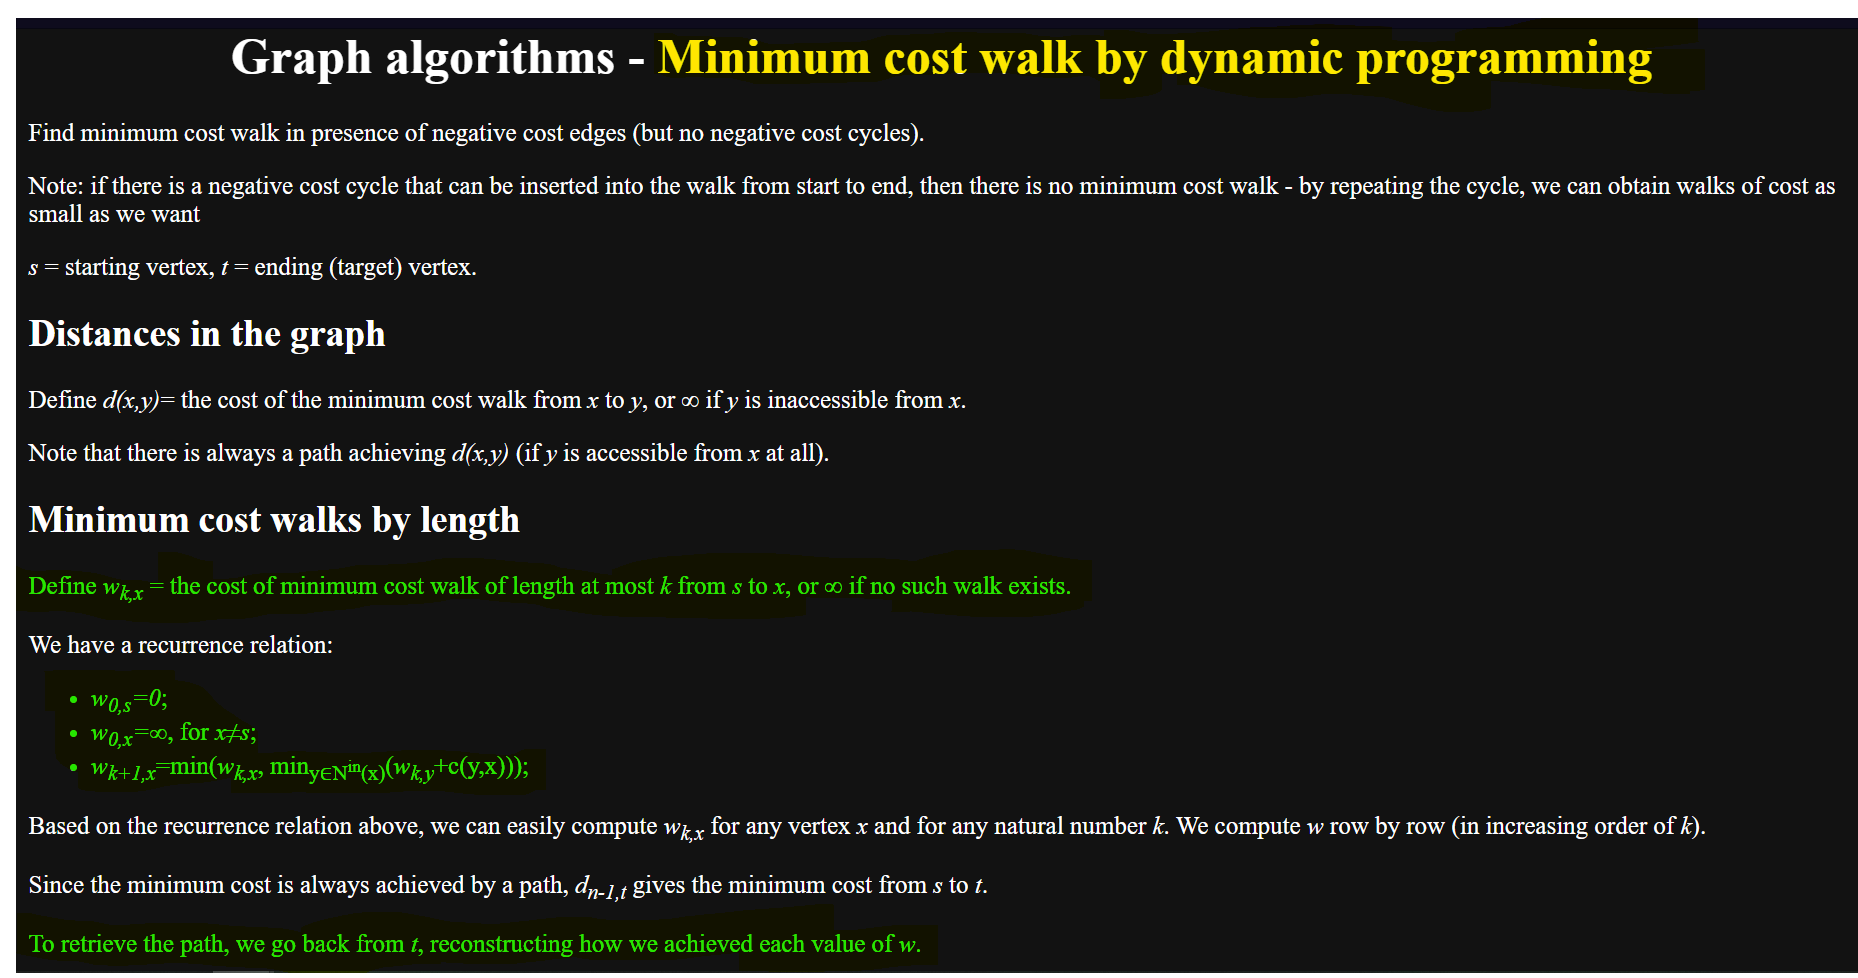 Graph algorithms - Minimum cost walk by dynamic programming
Find minimum cost walk in presence of negative cost edges (but no negative cost cycles).
Note: if there is a negative cost cycle that can be inserted into the walk from start to end, then there is no minimum cost walk - by repeating the cycle, we can obtain walks of cost as
small as we want
s = starting vertex, t = ending (target) vertex.
Distances in the graph
Define d(x,y)= the cost of the minimum cost walk from x to y, or ∞ if y is inaccessible from x.
Note that there is always a path achieving d(x,y) (if y is accessible from x at all).
Minimum cost walks by length
Define w_{k,x} = the cost of minimum cost walk of length at most k from s to x, or ∞ if no such walk exists.
We have a recurrence relation:
• w_{0,s}=0;
• w_{0,x}=∞, for x≠s;
• w_{k+1,x}=min(w_{k,x}, min_{y∈N^{in}(x)}(w_{k,y}+c(y,x)));
Based on the recurrence relation above, we can easily compute w_{k,x} for any vertex x and for any natural number k. We compute w row by row (in increasing order of k).
Since the minimum cost is always achieved by a path, d_{n-1,t} gives the minimum cost from s to t.
To retrieve the path, we go back from t, reconstructing how we achieved each value of w.